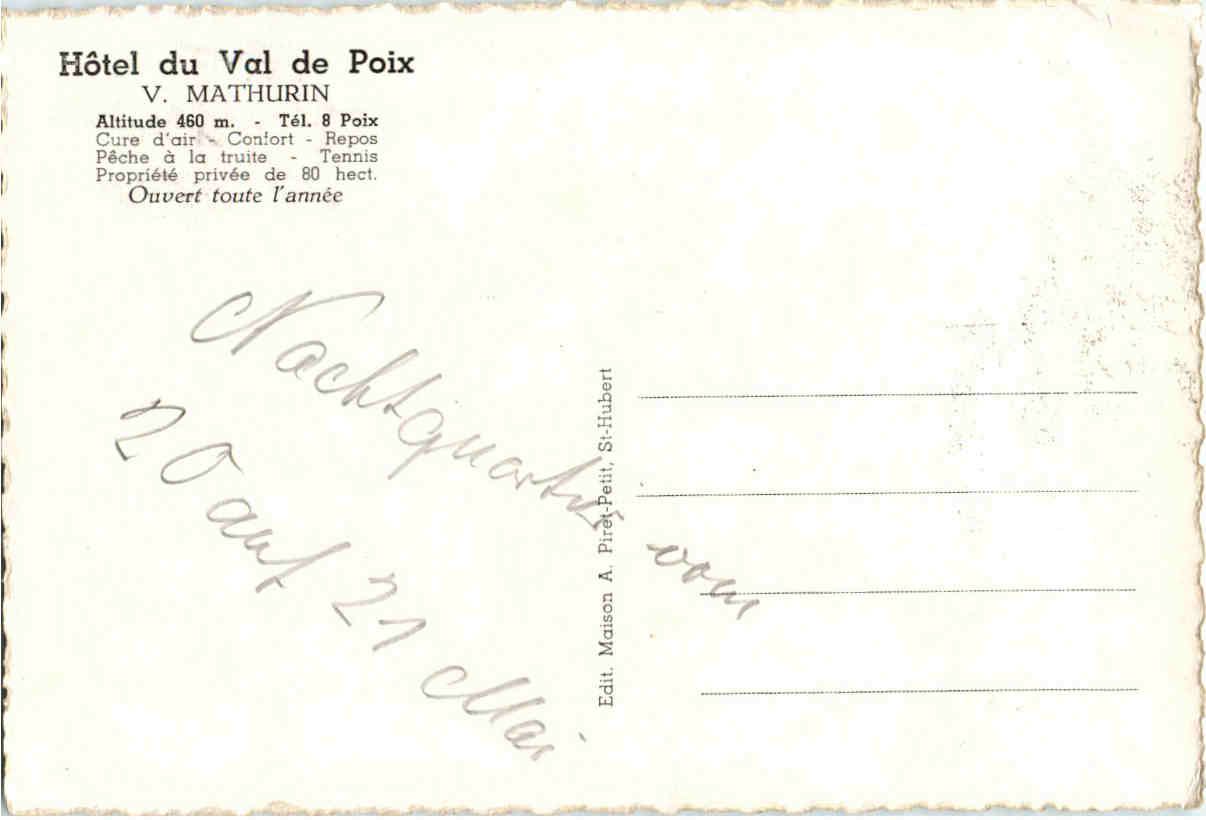 Hôtel du Val de Poix
V. MATHURIN
Altitude 460 m. - Tél. 8 Poix
Cure d'air - Confort - Repos
Pêche à la truite - Tennis
Propriété privée de 80 hect.
Ouvert toute l'année
Nachtquartier vom
20 auf 21 Mai
Edit. Maison A. Piret-Petit, St-Hubert